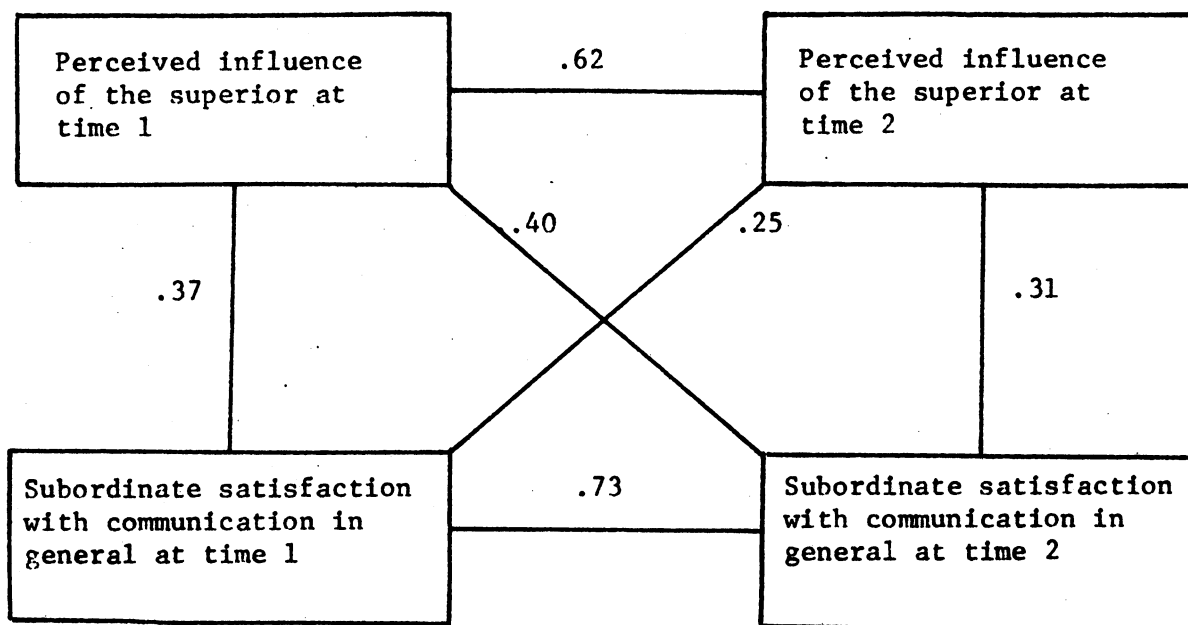 Perceived influence
of the superior at
time 1
.62
Perceived influence
of the superior at
time 2
.40
.25
.37
.31
Subordinate satisfaction
with communication in
general at time 1
.73
Subordinate satisfaction
with communication in
general at time 2